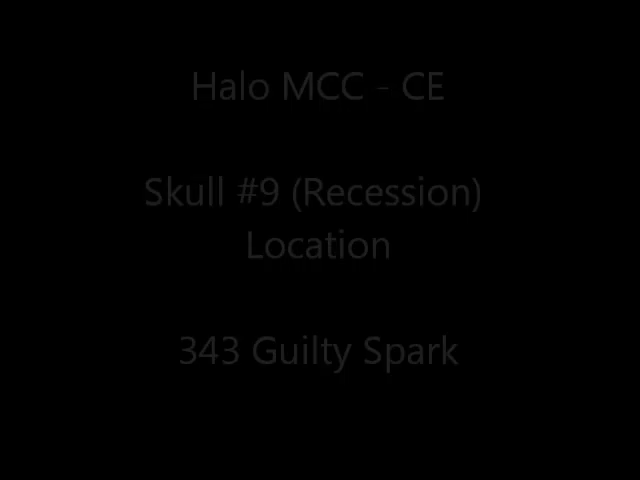 Halo MCC - CE
Skull #9 (Recession)
Location
343 Guilty Spark